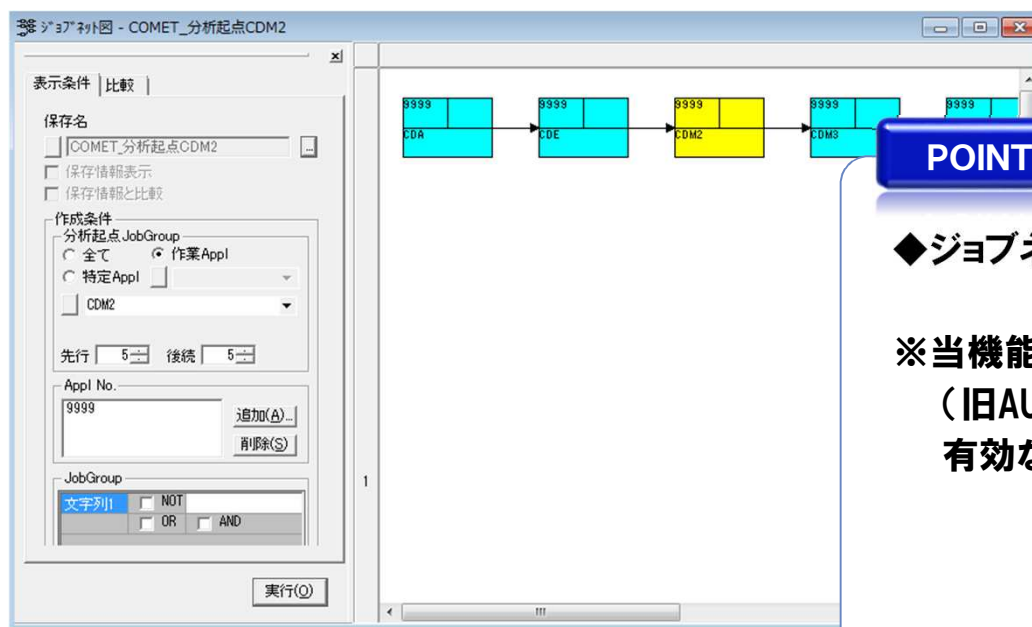 ジョブネット図 - COMET_分析起点CDM2
表示条件 比較
保存名
COMET_分析起点CDM2 ...
保存情報表示
保存情報と比較
作成条件
分析起点JobGroup
全て 作業Appl
特定Appl
CDM2
先行 5 後続 5
Appl No.
9999
追加(A)...
削除(S)
JobGroup
文字列1 NOT
OR AND
実行(O)
1
9999 9999 9999 9999 9999
CDA CDE CDM2 CDM3
POINT
◆ジョブネ
※当機能
（旧AU
有効な